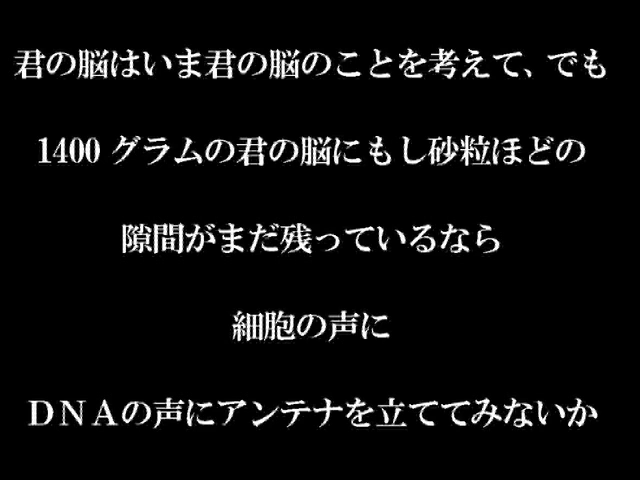 君の脳はいま君の脳のことを考えて、でも
1400 グラムの君の脳にもし砂粒ほどの
隙間がまだ残っているなら
細胞の声に
ＤＮＡの声にアンテナを立ててみないか